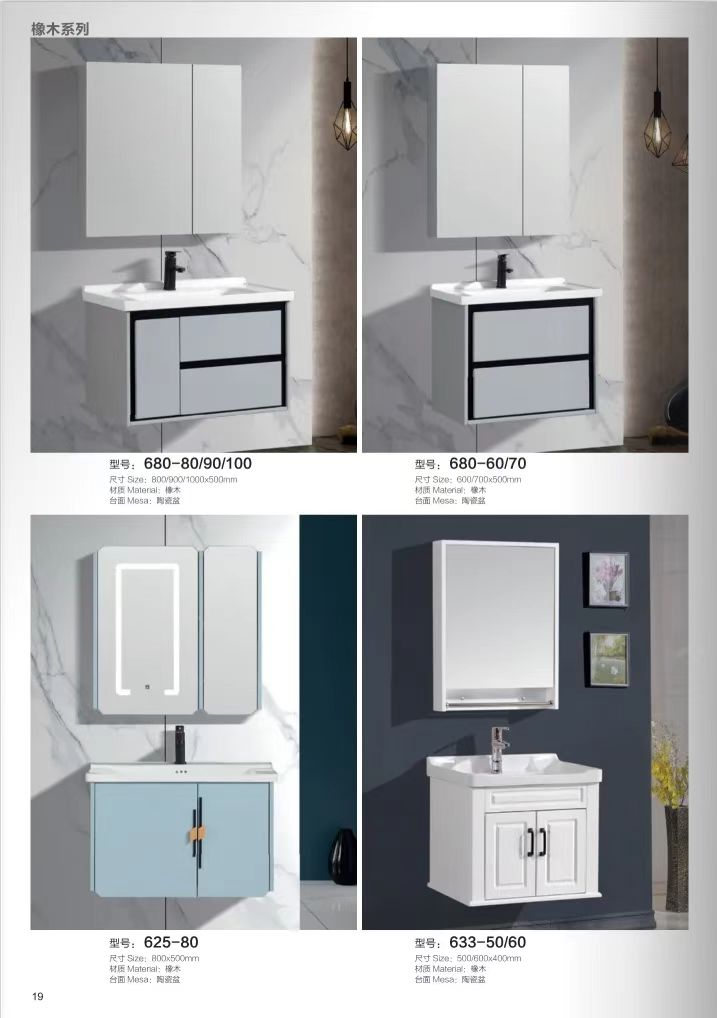 橡木系列
型号：680-80/90/100
尺寸 Size：800/900/1000x500mm
材质 Material：橡木
台面 Mesa：陶瓷盆
型号：680-60/70
尺寸 Size：600/700x500mm
材质 Material：橡木
台面 Mesa：陶瓷盆
型号：625-80
尺寸 Size：800x500mm
材质 Material：橡木
台面 Mesa：陶瓷盆
型号：633-50/60
尺寸 Size：500/600x400mm
材质 Material：橡木
台面 Mesa：陶瓷盆
19